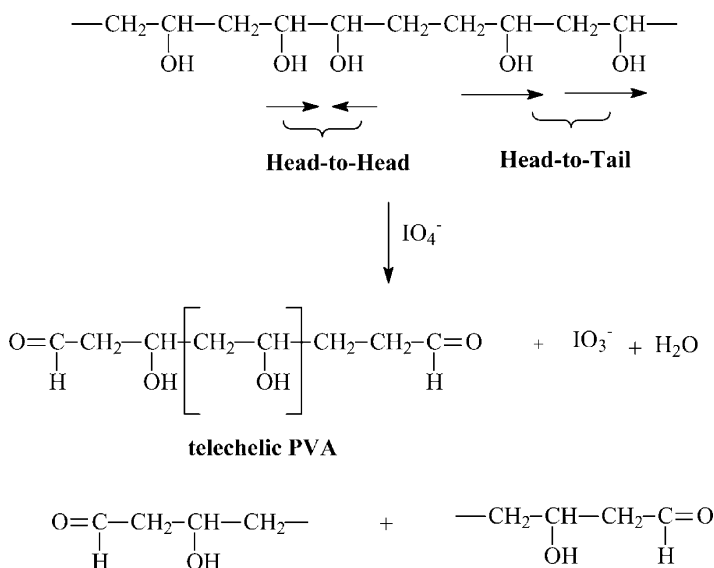 —CH₂—CH—CH₂—CH—CH—CH₂—CH₂—CH—CH₂—CH—
OH OH OH OH OH
Head-to-Head Head-to-Tail
IO₄⁻
O=C—CH₂—CH—[CH₂—CH]—CH₂—CH₂—C=O + IO₃⁻ + H₂O
H OH OH H
telechelic PVA
O=C—CH₂—CH—CH₂— + —CH₂—CH—CH₂—C=O
H OH OH H